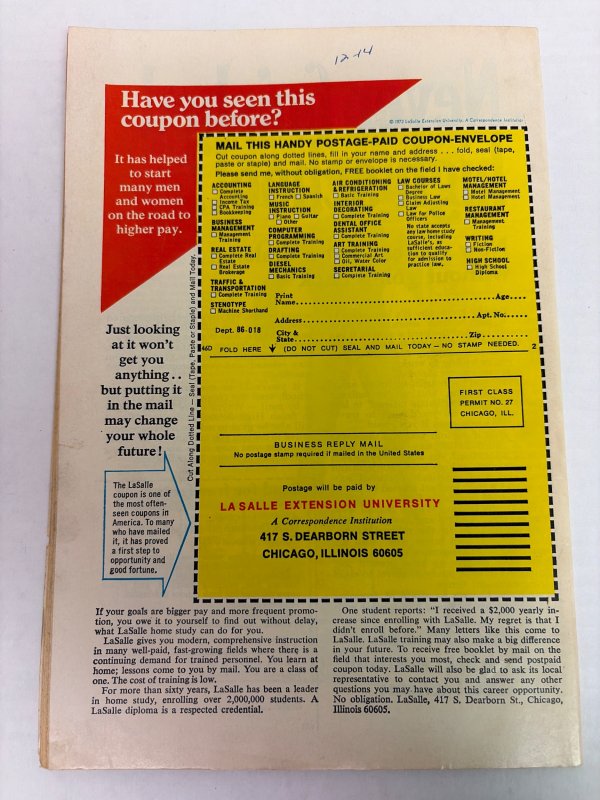 12-14
Have you seen this
coupon before?
© 1973 LaSalle Extension University, A Correspondence Institution
It has helped
to start
many men
and women
on the road to
higher pay.
Just looking
at it won't
get you
anything..
but putting it
in the mail
may change
your whole
future!
The LaSalle
coupon is one of
the most often-
seen coupons in
America. To many
who have mailed
it, it has proved
a first step to
opportunity and
good fortune.
Cut Along Dotted Line — Seal (Tape, Paste or Staple) and Mail Today.
MAIL THIS HANDY POSTAGE-PAID COUPON-ENVELOPE
Cut coupon along dotted lines, fill in your name and address . . . fold, seal (tape,
paste or staple) and mail. No stamp or envelope is necessary.
Please send me, without obligation, FREE booklet on the field I have checked:
ACCOUNTING
Complete
Accounting
Income Tax
CPA Training
Bookkeeping
BUSINESS
MANAGEMENT
Management
Training
REAL ESTATE
Complete Real
Estate
Real Estate
Brokerage
TRAFFIC &
TRANSPORTATION
Complete Training
STENOTYPE
Machine Shorthand
LANGUAGE
INSTRUCTION
French Spanish
MUSIC
INSTRUCTION
Piano Guitar
Other
COMPUTER
PROGRAMMING
Complete Training
DRAFTING
Complete Training
DIESEL
MECHANICS
Basic Training
AIR CONDITIONING
& REFRIGERATION
Basic Training
INTERIOR
DECORATING
Complete Training
DENTAL OFFICE
ASSISTANT
Complete Training
ART TRAINING
Complete Training
Commercial Art
Oil, Water Color
SECRETARIAL
Complete Training
LAW COURSES
Bachelor of Laws
Degree
Business Law
Claim Adjusting
Law
Law for Police
Officers
No state accepts
any law home study
course, including
LaSalle's, as
sufficient educa-
tion to qualify
for admission to
practice law.
MOTEL/HOTEL
MANAGEMENT
Motel Management
Hotel Management
RESTAURANT
MANAGEMENT
Management
Training
WRITING
Fiction
Non-Fiction
HIGH SCHOOL
High School
Diploma
Print
Name Age
Address Apt. No.
Dept. 86-018
City &
State Zip
46D FOLD HERE (DO NOT CUT) SEAL AND MAIL TODAY — NO STAMP NEEDED. 2
FIRST CLASS
PERMIT NO. 27
CHICAGO, ILL.
BUSINESS REPLY MAIL
No postage stamp required if mailed in the United States
Postage will be paid by
LA SALLE EXTENSION UNIVERSITY
A Correspondence Institution
417 S. DEARBORN STREET
CHICAGO, ILLINOIS 60605
If your goals are bigger pay and more frequent promo-
tion, you owe it to yourself to find out without delay,
what LaSalle home study can do for you.
LaSalle gives you modern, comprehensive instruction
in many well-paid, fast-growing fields where there is a
continuing demand for trained personnel. You learn at
home; lessons come to you by mail. You are a class of
one. The cost of training is low.
For more than sixty years, LaSalle has been a leader
in home study, enrolling over 2,000,000 students. A
LaSalle diploma is a respected credential.
One student reports: "I received a $2,000 yearly in-
crease since enrolling with LaSalle. My regret is that I
didn't enroll before." Many letters like this come to
LaSalle. LaSalle training may also make a big difference
in your future. To receive free booklet by mail on the
field that interests you most, check and send postpaid
coupon today. LaSalle will also be glad to ask its local
representative to contact you and answer any other
questions you may have about this career opportunity.
No obligation. LaSalle, 417 S. Dearborn St., Chicago,
Illinois 60605.